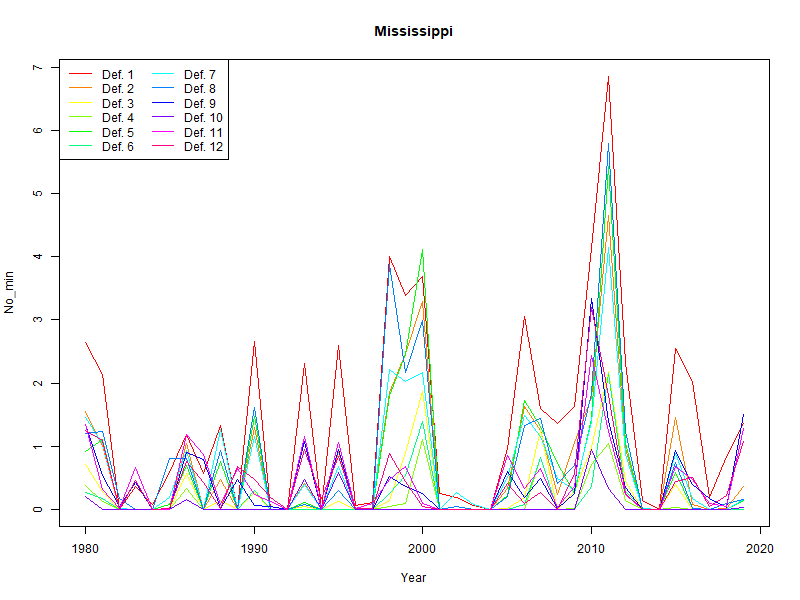 Mississippi
Def. 1 Def. 7
Def. 2 Def. 8
Def. 3 Def. 9
Def. 4 Def. 10
Def. 5 Def. 11
Def. 6 Def. 12
No_min
7
6
5
4
3
2
1
0
1980 1990 2000 2010 2020
Year